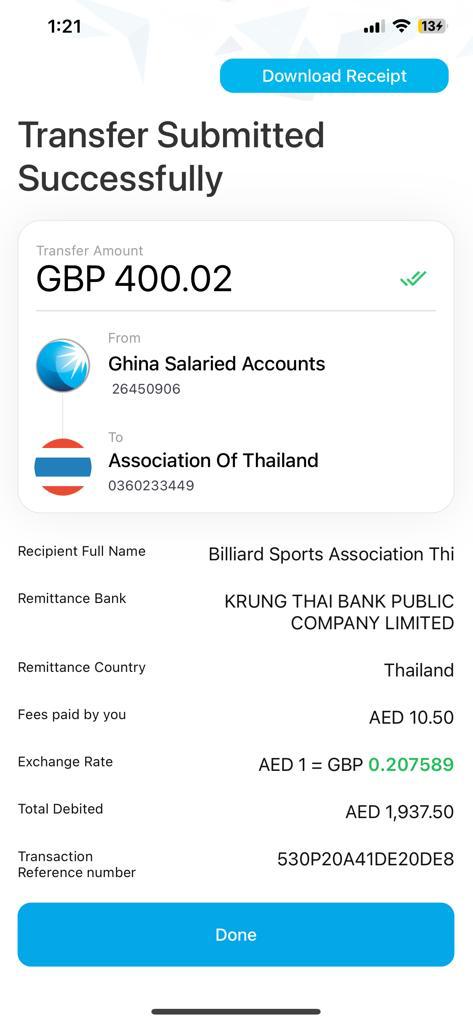 1:21
13
Download Receipt
Transfer Submitted
Successfully
Transfer Amount
GBP 400.02
From
Ghina Salaried Accounts
26450906
To
Association Of Thailand
0360233449
Recipient Full Name
Billiard Sports Association Thi
Remittance Bank
KRUNG THAI BANK PUBLIC
COMPANY LIMITED
Remittance Country
Thailand
Fees paid by you
AED 10.50
Exchange Rate
AED 1 = GBP 0.207589
Total Debited
AED 1,937.50
Transaction
Reference number
530P20A41DE20DE8
Done